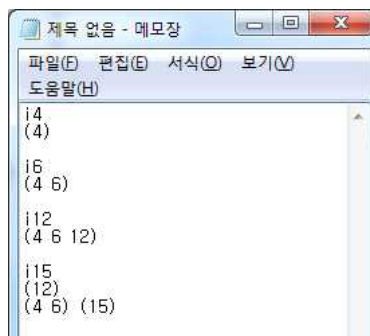 제목 없음 - 메모장
파일(F) 편집(E) 서식(O) 보기(V)
도움말(H)
i4
(4)
i6
(4 6)
i12
(4 6 12)
i15
(12)
(4 6) (15)